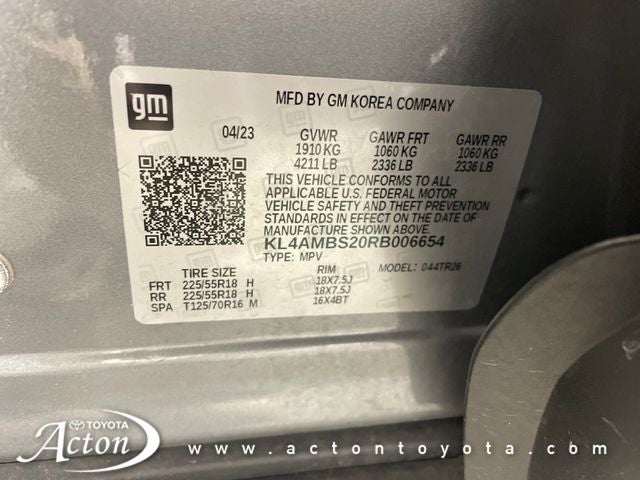 gm
MFD BY GM KOREA COMPANY
04/23 GVWR GAWR FRT GAWR RR
1910 KG 1060 KG 1060 KG
4211 LB 2336 LB 2336 LB
THIS VEHICLE CONFORMS TO ALL
APPLICABLE U.S. FEDERAL MOTOR
VEHICLE SAFETY AND THEFT PREVENTION
STANDARDS IN EFFECT ON THE DATE OF
MANUFACTURE SHOWN ABOVE.
KL4AMBS20RB006654
TYPE: MPV MODEL: 044TR26
TIRE SIZE RIM
FRT 225/55R18 H 18X7.5J
RR 225/55R18 H 18X7.5J
SPA T125/70R16 M 16X4BT
TOYOTA
Acton
www.actontoyota.com